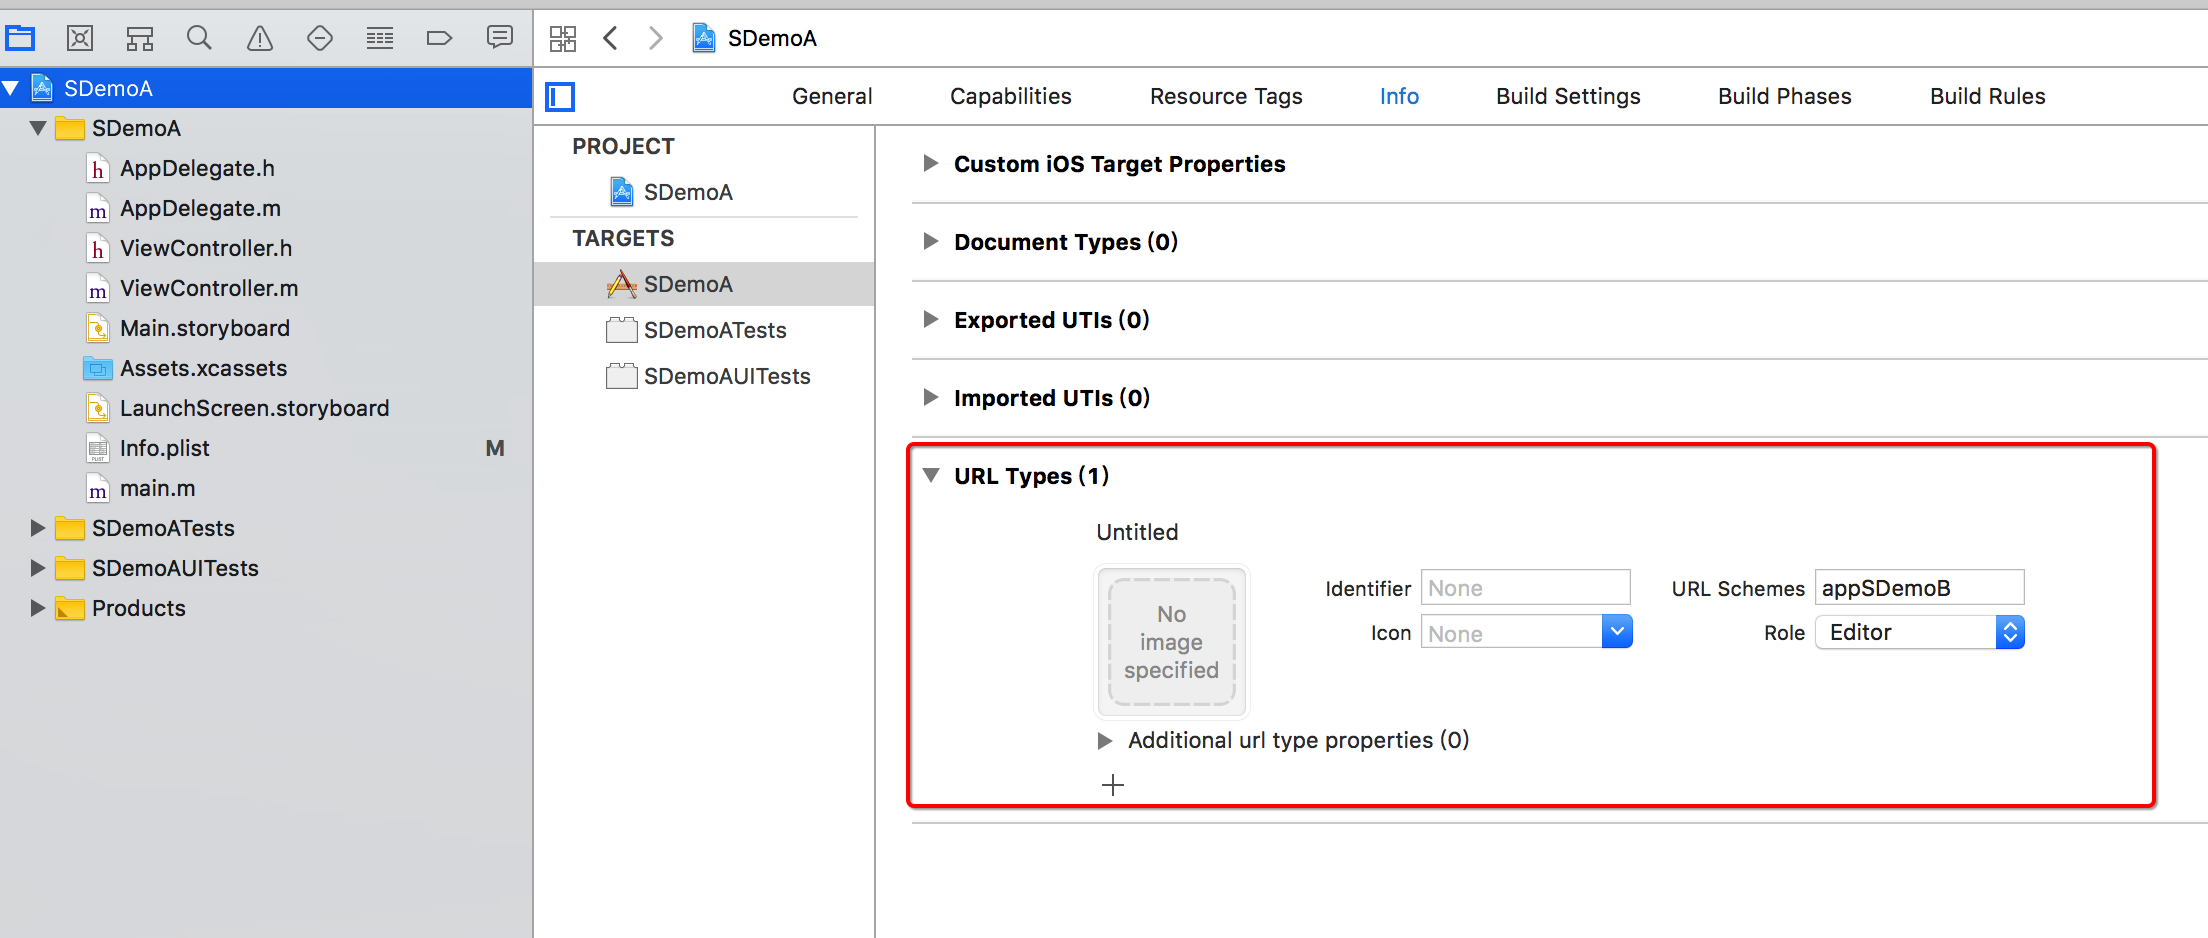 SDemoA
General
Capabilities
Resource Tags
Info
Build Settings
Build Phases
Build Rules
SDemoA
SDemoA
h AppDelegate.h
m AppDelegate.m
h ViewController.h
m ViewController.m
Main.storyboard
Assets.xcassets
LaunchScreen.storyboard
PLIST Info.plist M
m main.m
SDemoATests
SDemoAUITests
Products
PROJECT
SDemoA
TARGETS
SDemoA
SDemoATests
SDemoAUITests
Custom iOS Target Properties
Document Types (0)
Exported UTIs (0)
Imported UTIs (0)
URL Types (1)
Untitled
No
image
specified
Identifier None
URL Schemes appSDemoB
Icon None
Role Editor
Additional url type properties (0)